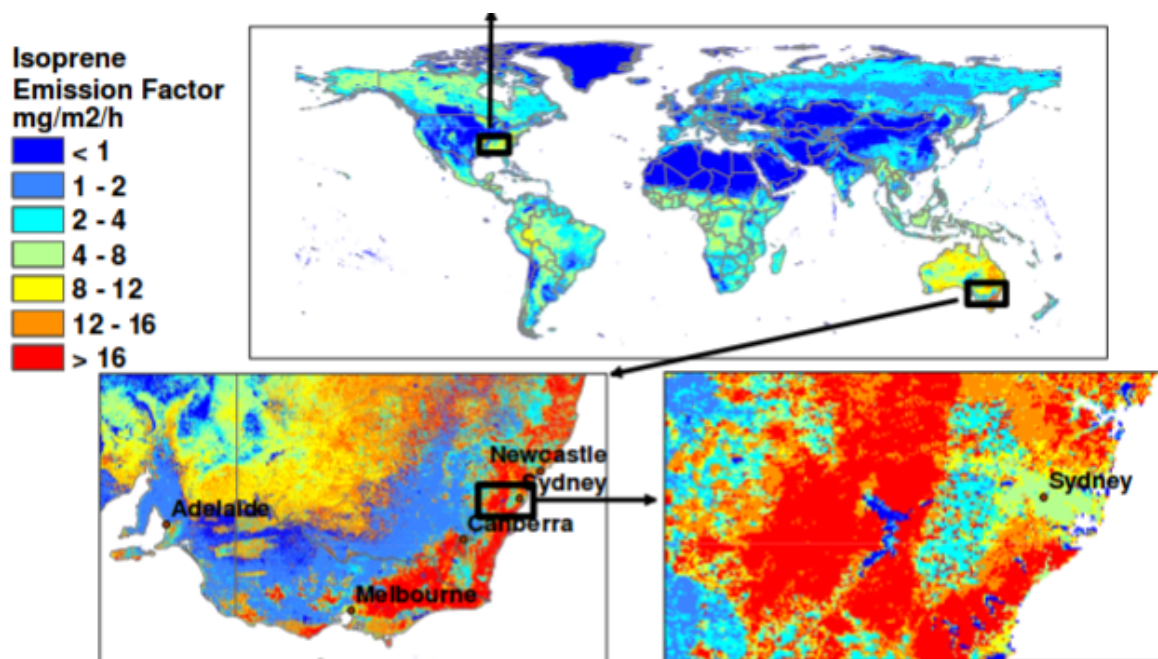 Isoprene
Emission Factor
mg/m2/h
< 1
1 - 2
2 - 4
4 - 8
8 - 12
12 - 16
> 16
Newcastle
Sydney
Adelaide
Canberra
Melbourne
Sydney